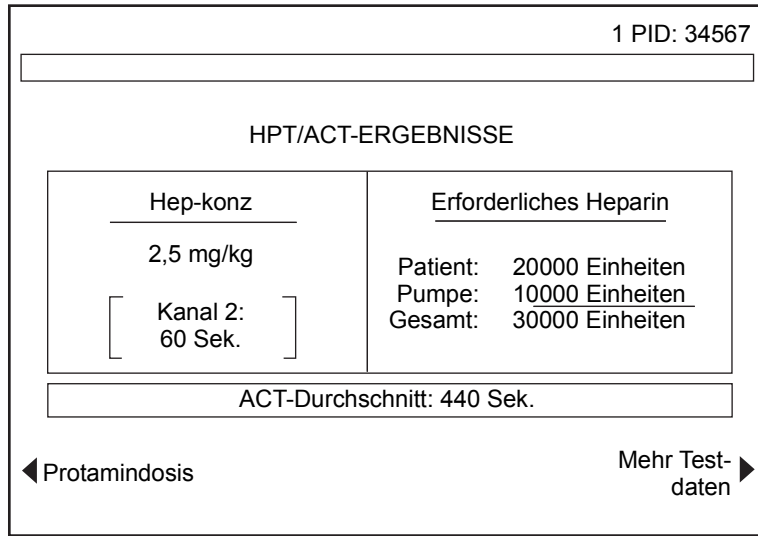 1 PID: 34567
HPT/ACT-ERGEBNISSE
Hep-konz
2,5 mg/kg
Kanal 2:
60 Sek.
Erforderliches Heparin
Patient: 20000 Einheiten
Pumpe: 10000 Einheiten
Gesamt: 30000 Einheiten
ACT-Durchschnitt: 440 Sek.
Protamindosis
Mehr Test-
daten